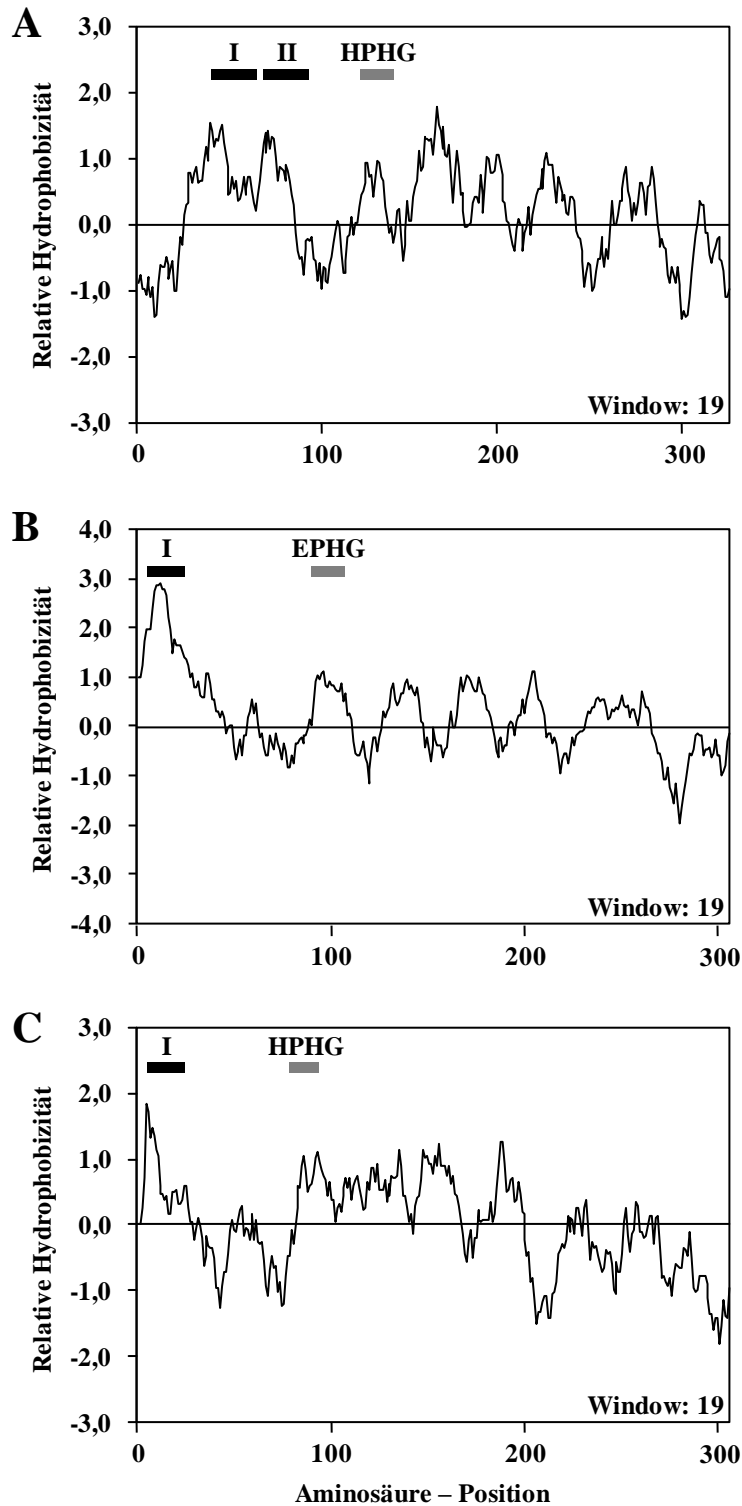 A
3,0
I II HPHG
2,0
1,0
0,0
-1,0
-2,0
-3,0
Relative Hydrophobizität
Window: 19
0 100 200 300
B
4,0
I EPHG
3,0
2,0
1,0
0,0
-1,0
-2,0
-3,0
-4,0
Relative Hydrophobizität
Window: 19
0 100 200 300
C
3,0
I HPHG
2,0
1,0
0,0
-1,0
-2,0
-3,0
Relative Hydrophobizität
Window: 19
0 100 200 300
Aminosäure – Position